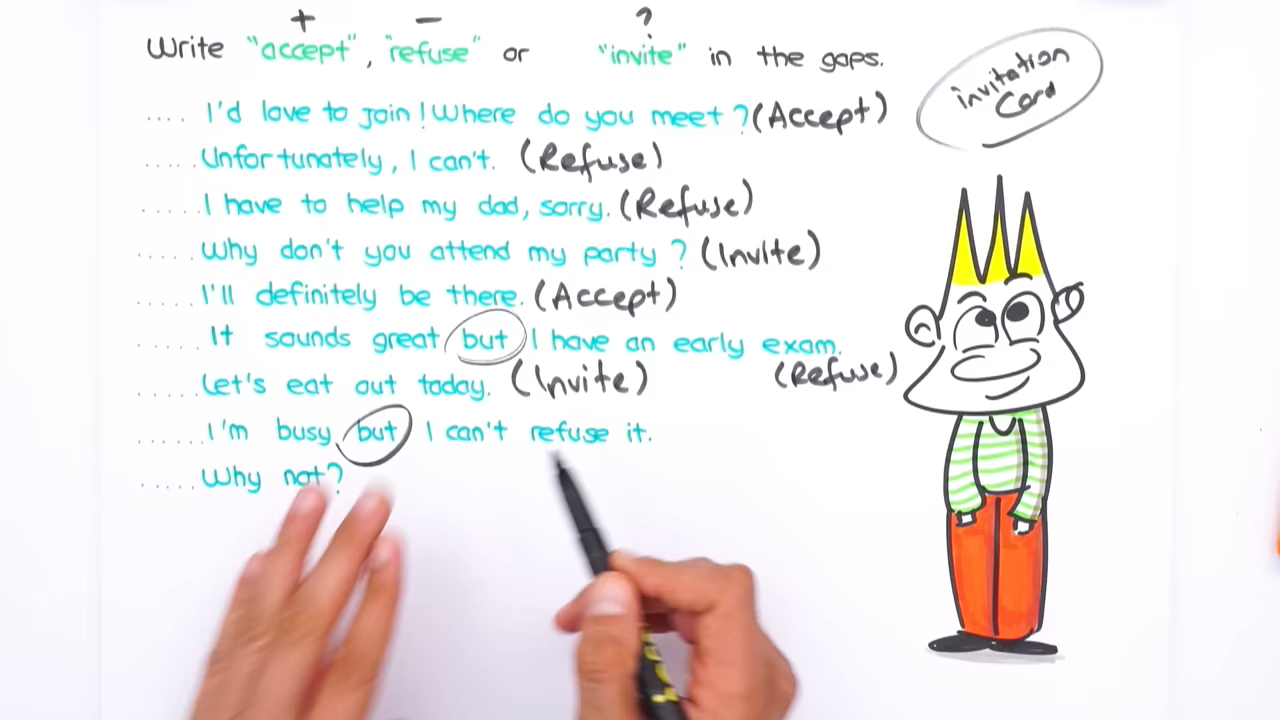 + - ?
Write "accept", "refuse" or "invite" in the gaps.
invitation
Card
.... I'd love to join! Where do you meet? (Accept)
..... Unfortunately, I can't. (Refuse)
...... I have to help my dad, sorry. (Refuse)
...... Why don't you attend my party? (Invite)
...... I'll definitely be there. (Accept)
...... It sounds great but I have an early exam.
(Refuse)
...... Let's eat out today. (Invite)
....... I'm busy but I can't refuse it.
..... Why not?